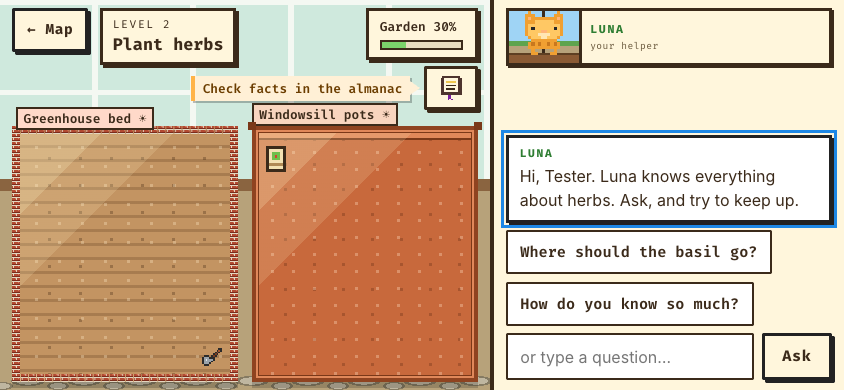 ← Map
LEVEL 2
Plant herbs
Garden 30%
Check facts in the almanac
Greenhouse bed ☀
Windowsill pots ☀
LUNA
your helper
LUNA
Hi, Tester. Luna knows everything
about herbs. Ask, and try to keep up.
Where should the basil go?
How do you know so much?
or type a question...
Ask